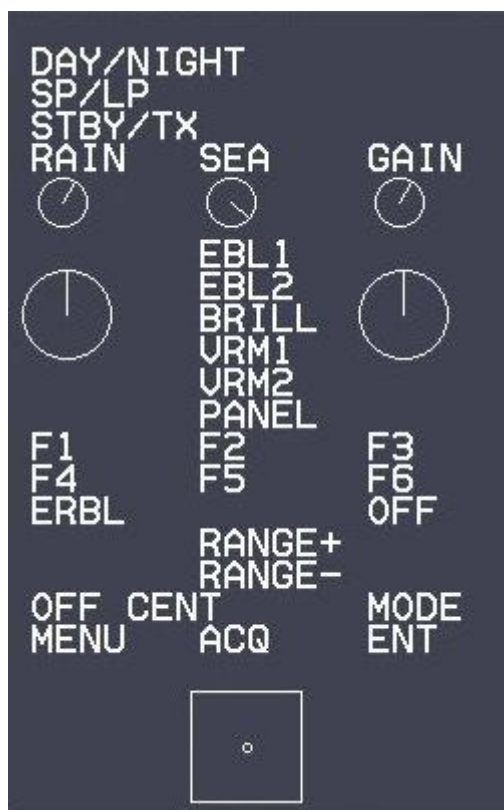 DAY/NIGHT
SP/LP
STBY/TX
RAIN SEA GAIN
EBL1
EBL2
BRILL
VRM1
VRM2
PANEL
F1 F2 F3
F4 F5 F6
ERBL OFF
RANGE+
RANGE-
OFF CENT MODE
MENU ACQ ENT